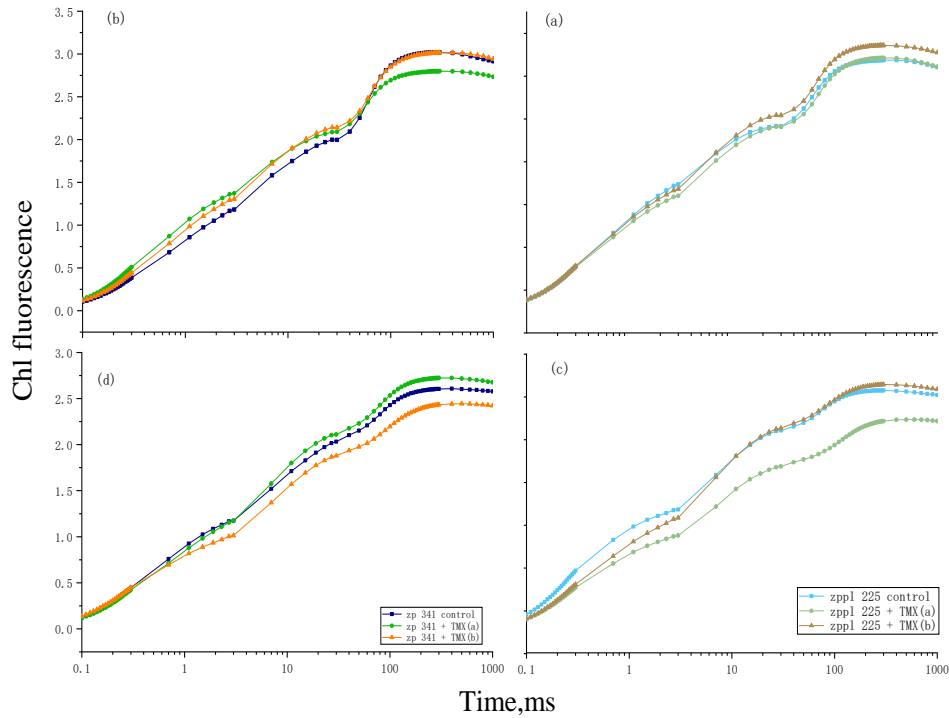 (b)
(a)
3.5
3.0
2.5
2.0
1.5
1.0
0.5
0.0
Chl fluorescence
(d)
(c)
3.0
2.5
2.0
1.5
1.0
0.5
0.0
zp 341 control
zp 341 + TMX(a)
zp 341 + TMX(b)
zppl 225 control
zppl 225 + TMX(a)
zppl 225 + TMX(b)
0.1 1 10 100 1000
0.1 1 10 100 1000
Time,ms